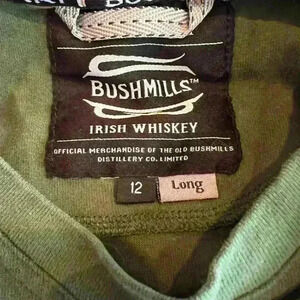 BUSHMILLS™
IRISH WHISKEY
OFFICIAL MERCHANDISE OF THE OLD BUSHMILLS
DISTILLERY CO. LIMITED
12 Long